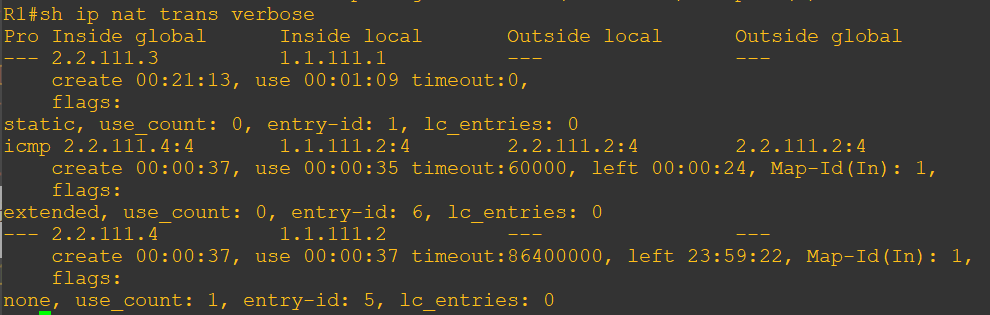 R1#sh ip nat trans verbose
Pro Inside global      Inside local       Outside local      Outside global
--- 2.2.111.3          1.1.111.1          ---                ---
    create 00:21:13, use 00:01:09 timeout:0,
    flags:
static, use_count: 0, entry-id: 1, lc_entries: 0
icmp 2.2.111.4:4       1.1.111.2:4        2.2.111.2:4        2.2.111.2:4
    create 00:00:37, use 00:00:35 timeout:60000, left 00:00:24, Map-Id(In): 1,
    flags:
extended, use_count: 0, entry-id: 6, lc_entries: 0
--- 2.2.111.4          1.1.111.2          ---                ---
    create 00:00:37, use 00:00:37 timeout:86400000, left 23:59:22, Map-Id(In): 1,
    flags:
none, use_count: 1, entry-id: 5, lc_entries: 0